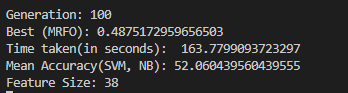 Generation: 100
Best (MRFO): 0.4875172959656503
Time taken(in seconds):  163.7799093723297
Mean Accuracy(SVM, NB): 52.060439560439555
Feature Size: 38